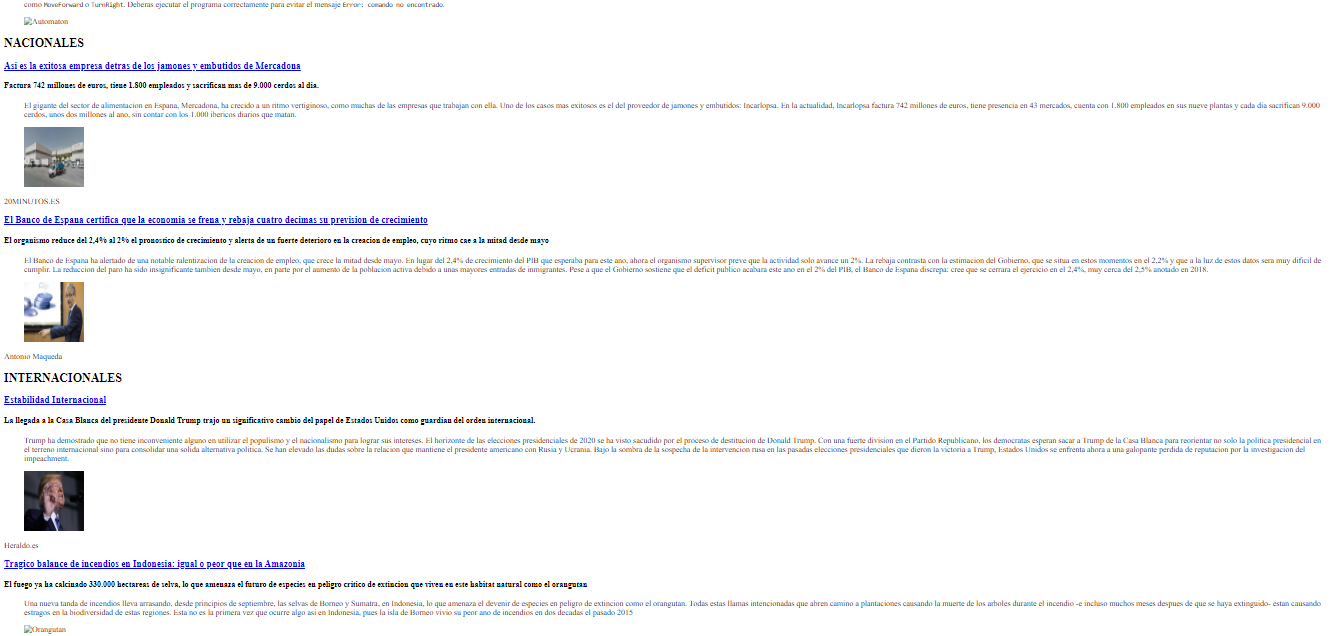 como MoveForward o TurnRight. Deberas ejecutar el programa correctamente para evitar el mensaje Error: comando no encontrado.
Automaton
NACIONALES
Asi es la exitosa empresa detras de los jamones y embutidos de Mercadona
Factura 742 millones de euros, tiene 1.800 empleados y sacrifican mas de 9.000 cerdos al dia.
El gigante del sector de alimentacion en Espana, Mercadona, ha crecido a un ritmo vertiginoso, como muchas de las empresas que trabajan con ella. Uno de los casos mas exitosos es el del proveedor de jamones y embutidos: Incarlopsa. En la actualidad, Incarlopsa factura 742 millones de euros, tiene presencia en 43 mercados, cuenta con 1.800 empleados en sus nueve plantas y cada dia sacrifican 9.000
cerdos, unos dos millones al ano, sin contar con los 1.000 ibericos diarios que matan.
20MINUTOS.ES
El Banco de Espana certifica que la economia se frena y rebaja cuatro decimas su prevision de crecimiento
El organismo reduce del 2,4% al 2% el pronostico de crecimiento y alerta de un fuerte deterioro en la creacion de empleo, cuyo ritmo cae a la mitad desde mayo
El Banco de Espana ha alertado de una notable ralentizacion de la creacion de empleo, que crece la mitad desde mayo. En lugar del 2,4% de crecimiento del PIB que esperaba para este ano, ahora el organismo supervisor preve que la actividad solo avance un 2%. La rebaja contrasta con la estimacion del Gobierno, que se situa en estos momentos en el 2,2% y que a la luz de estos datos sera muy dificil de
cumplir. La reduccion del paro ha sido insignificante tambien desde mayo, en parte por el aumento de la poblacion activa debido a unas mayores entradas de inmigrantes. Pese a que el Gobierno sostiene que el deficit publico acabara este ano en el 2% del PIB, el Banco de Espana discrepa: cree que se cerrara el ejercicio en el 2,4%, muy cerca del 2,5% anotado en 2018.
Antonio Maqueda
INTERNACIONALES
Estabilidad Internacional
La llegada a la Casa Blanca del presidente Donald Trump trajo un significativo cambio del papel de Estados Unidos como guardian del orden internacional.
Trump ha demostrado que no tiene inconveniente alguno en utilizar el populismo y el nacionalismo para lograr sus intereses. El horizonte de las elecciones presidenciales de 2020 se ha visto sacudido por el proceso de destitucion de Donald Trump. Con una fuerte division en el Partido Republicano, los democratas esperan sacar a Trump de la Casa Blanca para reorientar no solo la politica presidencial en
el terreno internacional sino para consolidar una solida alternativa politica. Se han elevado las dudas sobre la relacion que mantiene el presidente americano con Rusia y Ucrania. Bajo la sombra de la sospecha de la intervencion rusa en las pasadas elecciones presidenciales que dieron la victoria a Trump, Estados Unidos se enfrenta ahora a una galopante perdida de reputacion por la investigacion del
impeachment.
Heraldo.es
Tragico balance de incendios en Indonesia: igual o peor que en la Amazonia
El fuego ya ha calcinado 330.000 hectareas de selva, lo que amenaza el futuro de especies en peligro critico de extincion que viven en este habitat natural como el orangutan
Una nueva tanda de incendios lleva arrasando, desde principios de septiembre, las selvas de Borneo y Sumatra, en Indonesia, lo que amenaza el devenir de especies en peligro de extincion como el orangutan. Todas estas llamas intencionadas que abren camino a plantaciones causando la muerte de los arboles durante el incendio -e incluso muchos meses despues de que se haya extinguido- estan causando
estragos en la biodiversidad de estas regiones. Esta no es la primera vez que ocurre algo asi en Indonesia, pues la isla de Borneo vivio su peor ano de incendios en dos decadas el pasado 2015
Orangutan